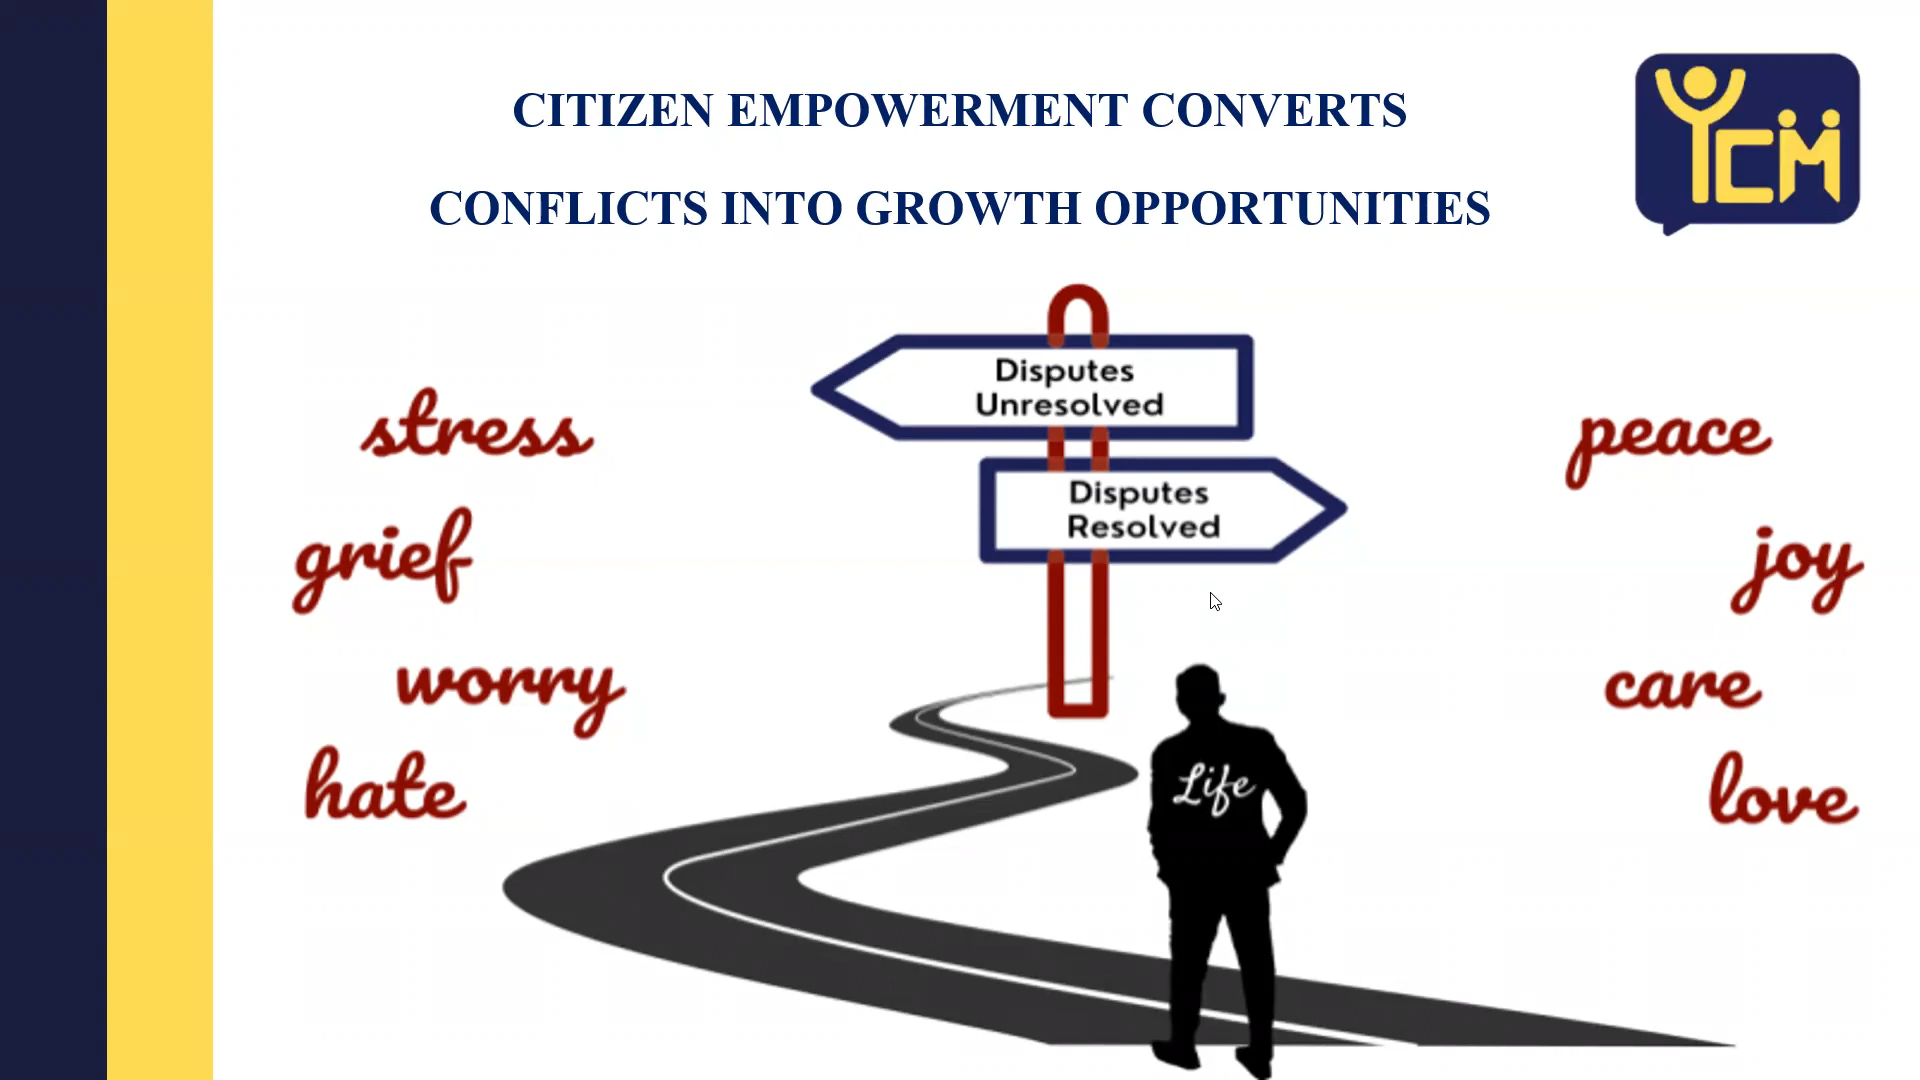 CITIZEN EMPOWERMENT CONVERTS
CONFLICTS INTO GROWTH OPPORTUNITIES
YCM
Disputes
Unresolved
Disputes
Resolved
stress
grief
worry
hate
peace
joy
care
love
Life